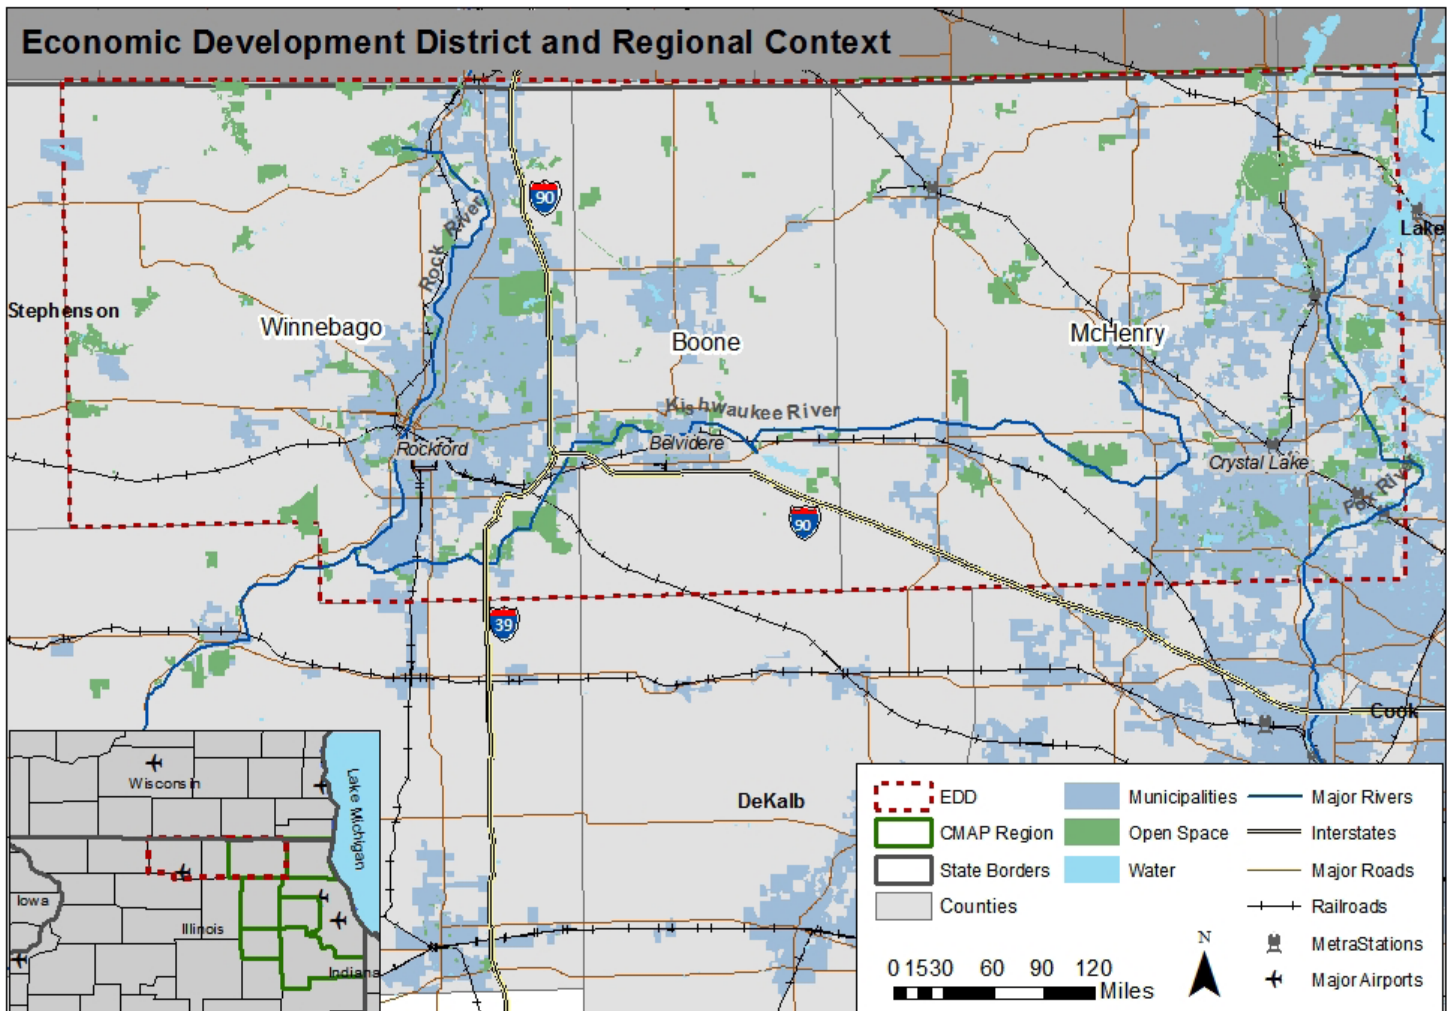 Economic Development District and Regional Context
90
Rock River
Lake
Stephenson
Winnebago
Boone
McHenry
Kishwaukee River
Rockford
Belvidere
Crystal Lake
Fox River
90
39
Cook
DeKalb
Wisconsin
Lake Michigan
Iowa
Illinois
Indiana
EDD
Municipalities
Major Rivers
CMAP Region
Open Space
Interstates
State Borders
Water
Major Roads
Counties
Railroads
MetraStations
Major Airports
N
0 15 30 60 90 120
Miles